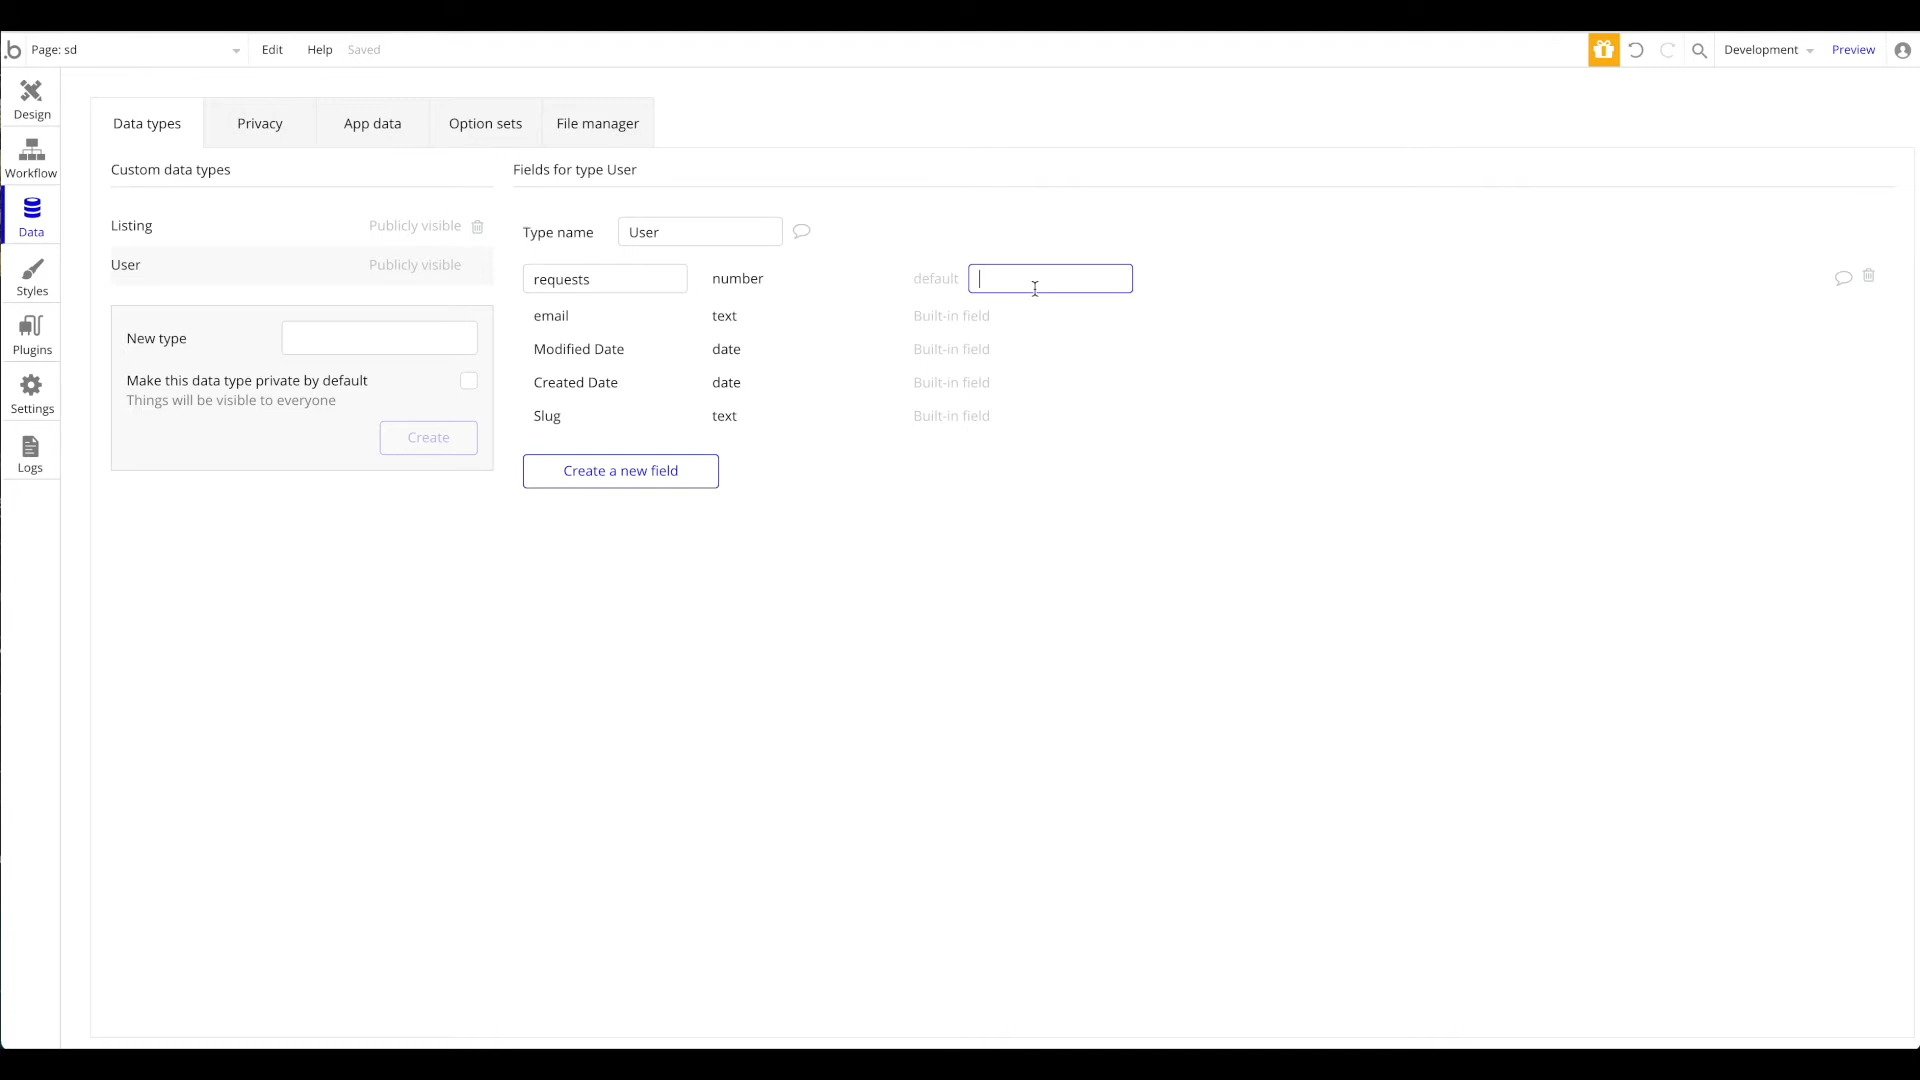 .b Page: sd Edit Help Saved Development Preview
Design
Workflow
Data
Styles
Plugins
Settings
Logs
Data types Privacy App data Option sets File manager
Custom data types
Listing Publicly visible
User Publicly visible
New type
Make this data type private by default
Things will be visible to everyone
Create
Fields for type User
Type name User
requests number default
email text Built-in field
Modified Date date Built-in field
Created Date date Built-in field
Slug text Built-in field
Create a new field